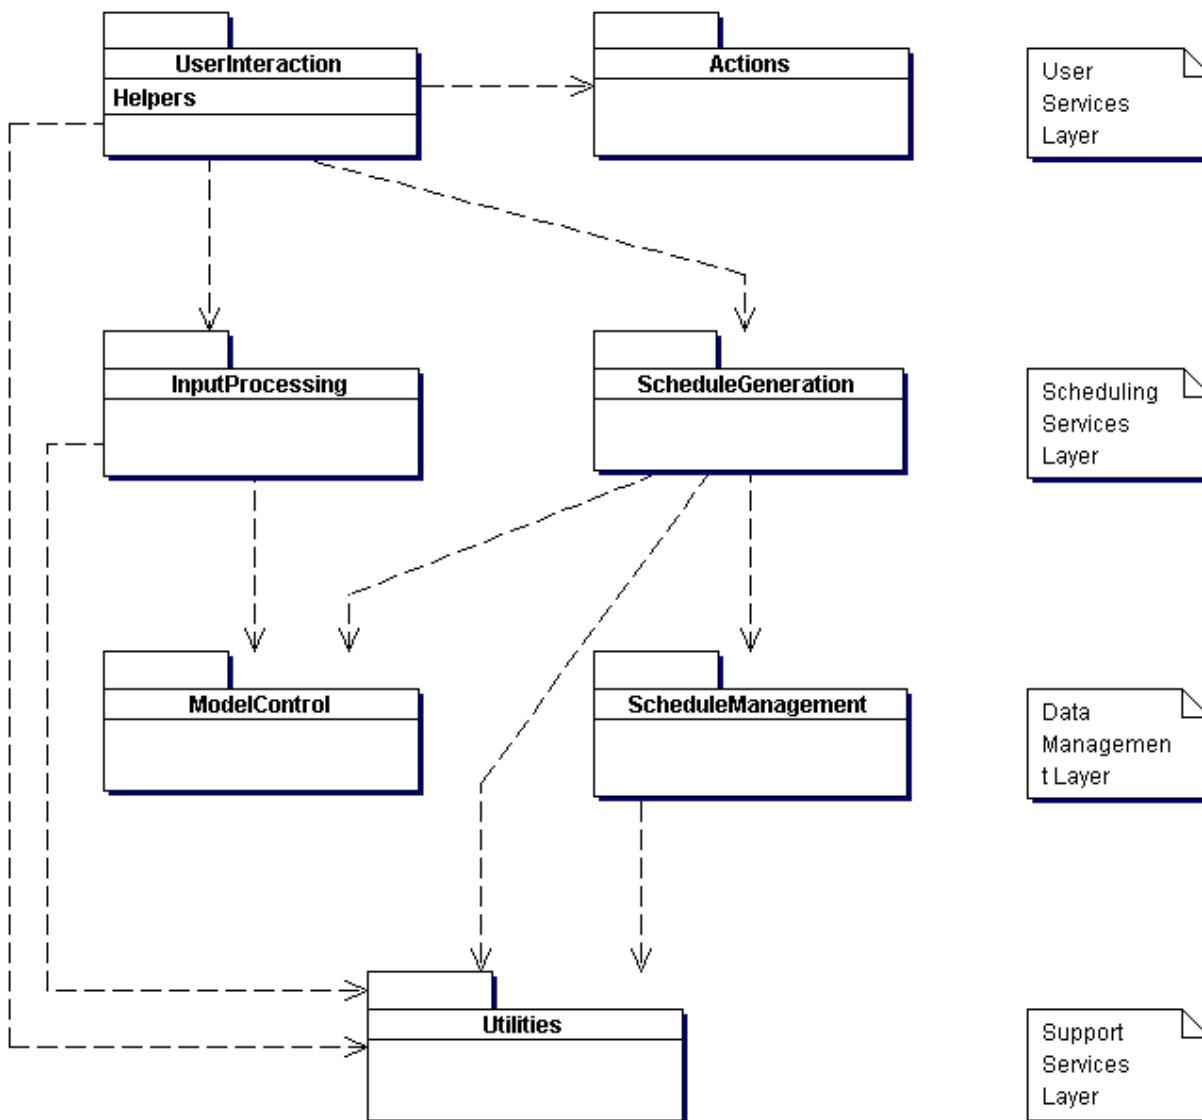 UserInteraction
Helpers
Actions
User
Services
Layer
InputProcessing
ScheduleGeneration
Scheduling
Services
Layer
ModelControl
ScheduleManagement
Data
Managemen
t Layer
Utilities
Support
Services
Layer